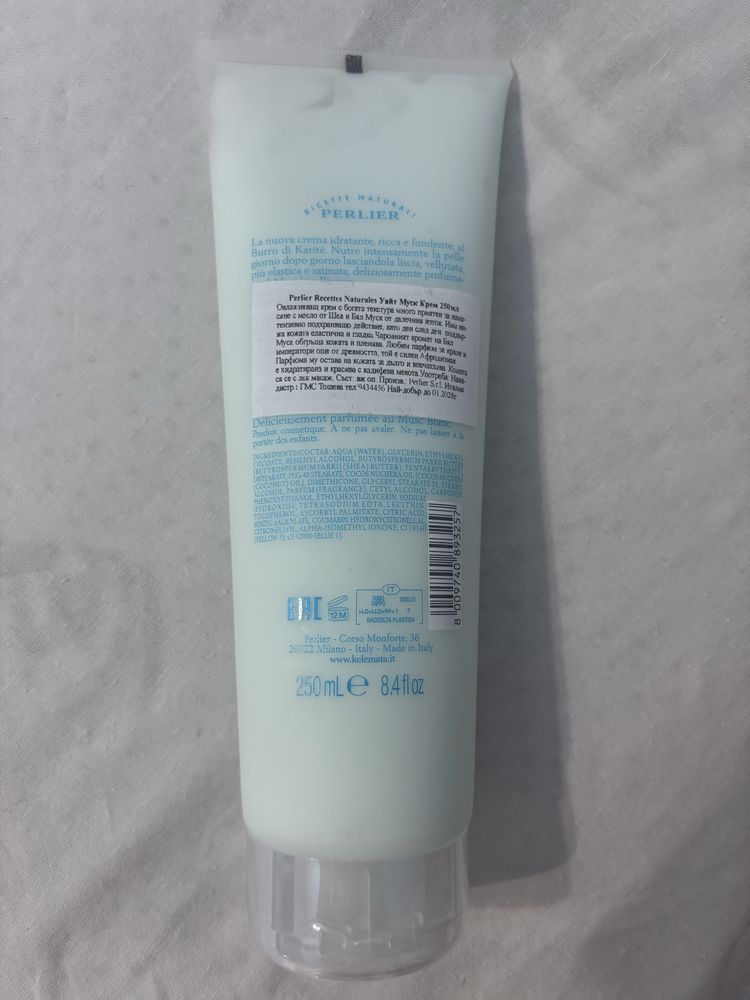 RICETTE NATURALI
PERLIER
La nuova crema idratante, ricca e fondente, al
Burro di Karité. Nutre intensamente la pelle
giorno dopo giorno lasciandola liscia, vellutata,
più elastica e satinata, deliziosamente profuma-
Perlier Recettes Naturales Уайт Муск Крем 250мл
Овлажняващ крем с богата текстура много приятен за нана-
сяне с масло от Шеа и Бял Муск от далечния изток. Има ин-
тензивно подхранващо действие, като ден след ден поддър-
жа кожата еластична и гладка. Чаровният аромат на Бял
Муск обгръща кожата и пленява. Любим парфюм за крале и
императори още от древността, той е силен Афродизиак.
Парфюма му остава на кожата за дълго и впечатлява. Кожата
е хидратирана и красива с кадифена мекота. Употреба: Нана-
ся се с лек масаж. Съст: виж оп. Произв.: Perlier S.r.l. Италия
дистр.: ГМС Тошева тел:9434456 Най-добър до 01.2028г
Délicieusement parfumée au Musc Blanc.
Produit cosmétique. À ne pas avaler. Ne pas laisser à la
portée des enfants.
INGREDIENTS/СОСТАВ: AQUA (WATER), GLYCERIN, ETHYLHEXYL
COCOATE, BEHENYL ALCOHOL, BUTYROSPERMUM PARKII BUTTER
(BUTYROSPERMUM PARKII [SHEA] BUTTER), PENTAERYTHRITYL
DISTEARATE, PEG-40 STEARATE, COCOS NUCIFERA OIL (COCOS NUCIFERA
[COCONUT] OIL), DIMETHICONE, GLYCERYL STEARATE SE, STEARYL
ALCOHOL, PARFUM (FRAGRANCE), CETYL ALCOHOL, CARBOMER,
PHENOXYETHANOL, ETHYLHEXYLGLYCERIN, SODIUM
HYDROXIDE, TETRASODIUM EDTA, LECITHIN,
TOCOPHEROL, ASCORBYL PALMITATE, CITRIC ACID,
BENZYL SALICYLATE, COUMARIN, HYDROXYCITRONELLAL,
CITRONELLOL, ALPHA-ISOMETHYL IONONE, CI 19140
(YELLOW 5), CI 42090 (BLUE 1).
8 009740 893257
EAC
12M
IT
TUBO
TAPPO
SIGILLO
RACCOLTA PLASTICA
Perlier - Corso Monforte, 36
20122 Milano - Italy - Made in Italy
www.kelemata.it
250 mL e 8.4 fl oz